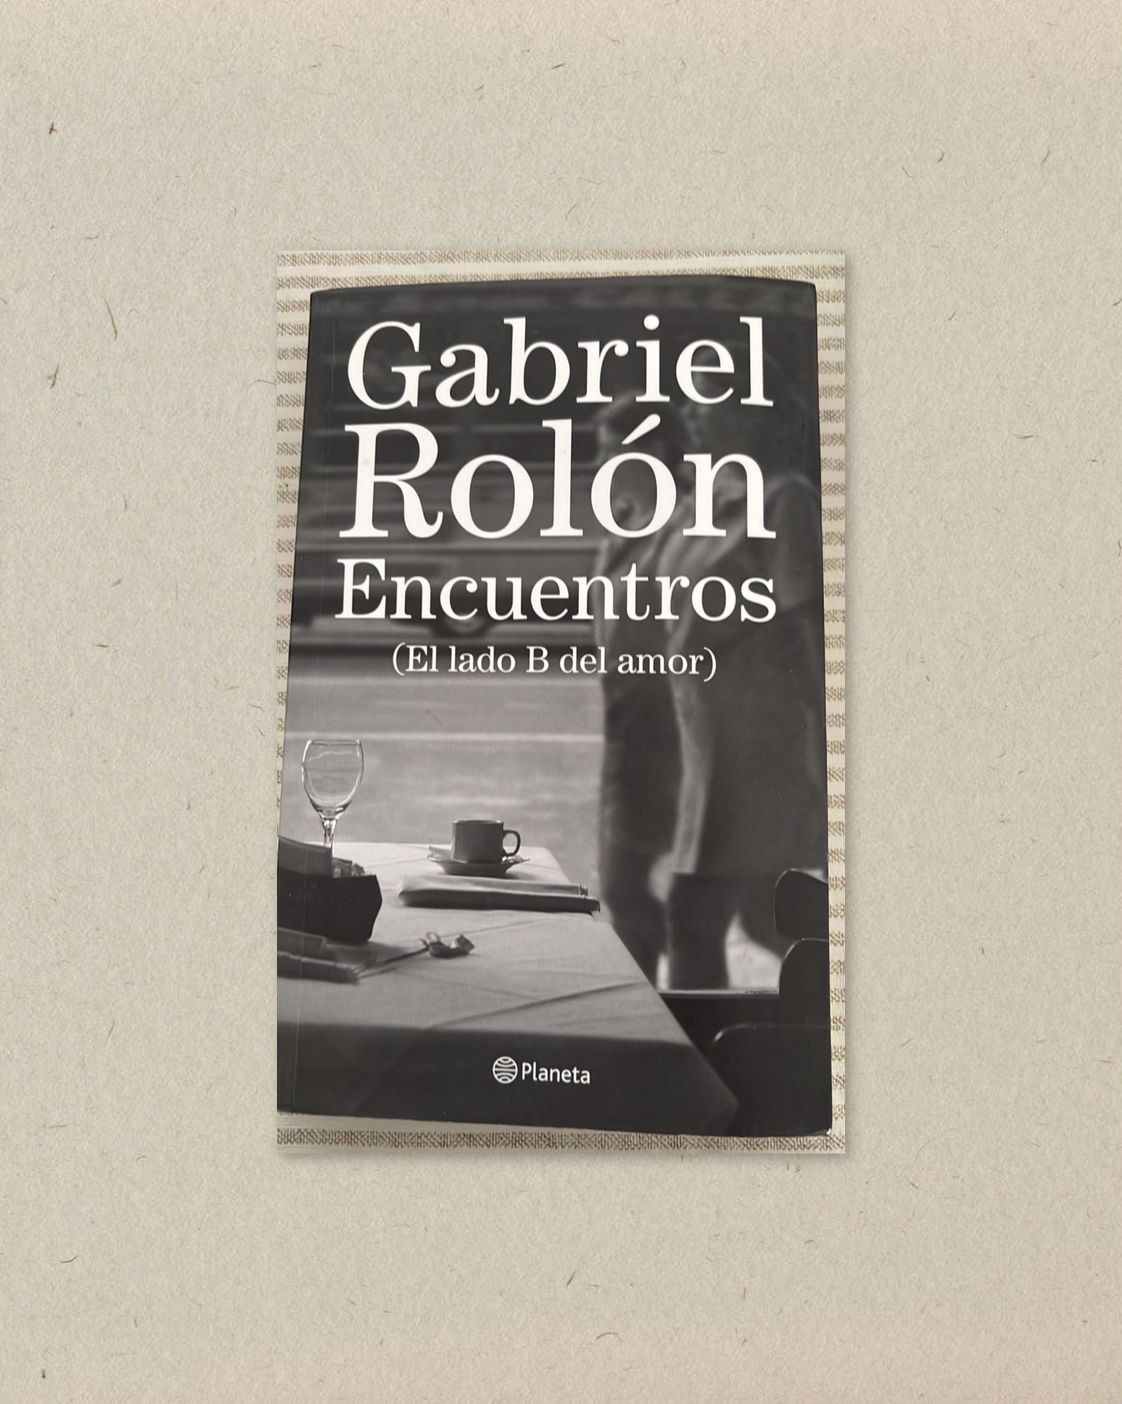 Gabriel
Rolón
Encuentros
(El lado B del amor)
Planeta